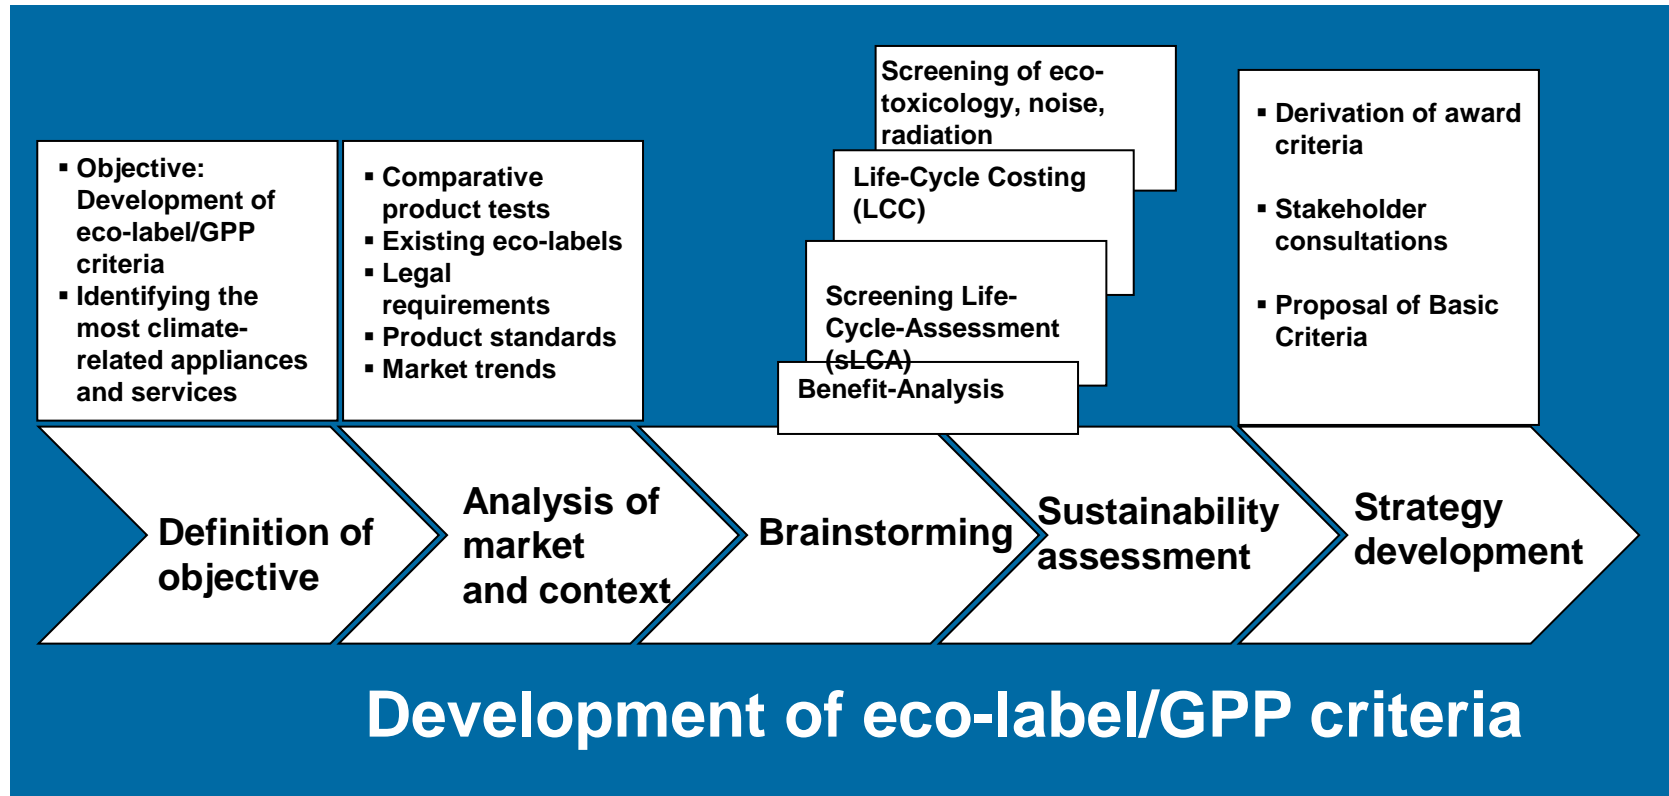 ▪ Objective:
Development of
eco-label/GPP
criteria
▪ Identifying the
most climate-
related appliances
and services
▪ Comparative
product tests
▪ Existing eco-labels
▪ Legal
requirements
▪ Product standards
▪ Market trends
Screening of eco-
toxicology, noise,
radiation
Life-Cycle Costing
(LCC)
Screening Life-
Cycle-Assessment
(sLCA)
Benefit-Analysis
▪ Derivation of award
criteria
▪ Stakeholder
consultations
▪ Proposal of Basic
Criteria
Definition of
objective
Analysis of
market
and context
Brainstorming
Sustainability
assessment
Strategy
development
Development of eco-label/GPP criteria